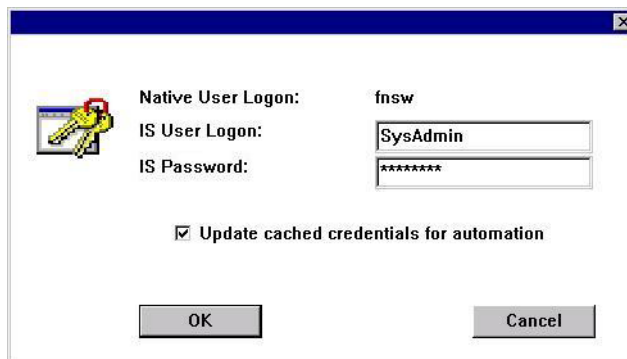 Native User Logon: fnsw
IS User Logon: SysAdmin
IS Password: ********
Update cached credentials for automation
OK Cancel